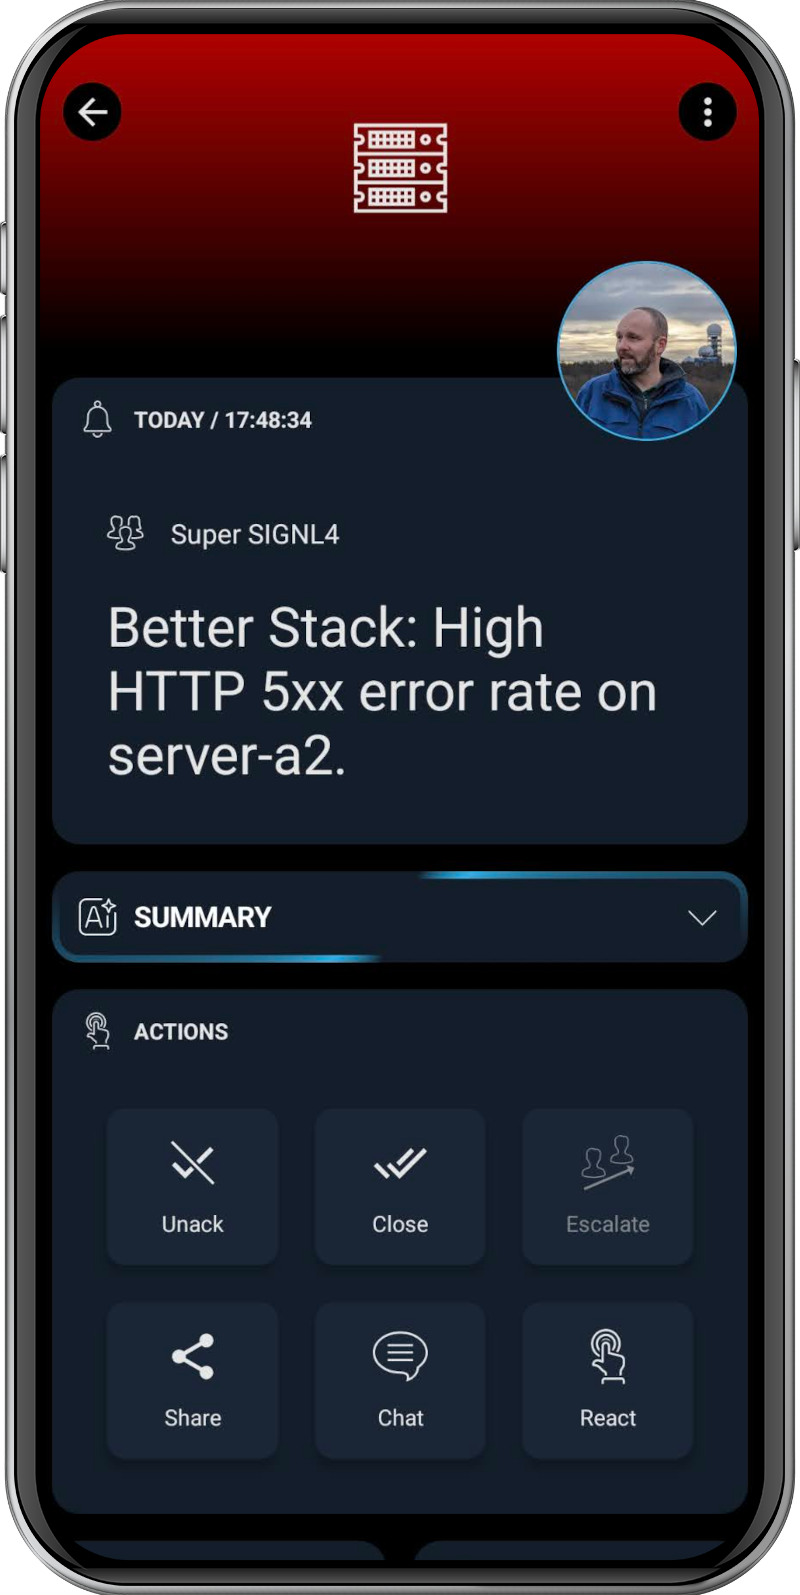 TODAY / 17:48:34
Super SIGNL4
Better Stack: High
HTTP 5xx error rate on
server-a2.
Ai SUMMARY
ACTIONS
Unack
Close
Escalate
Share
Chat
React